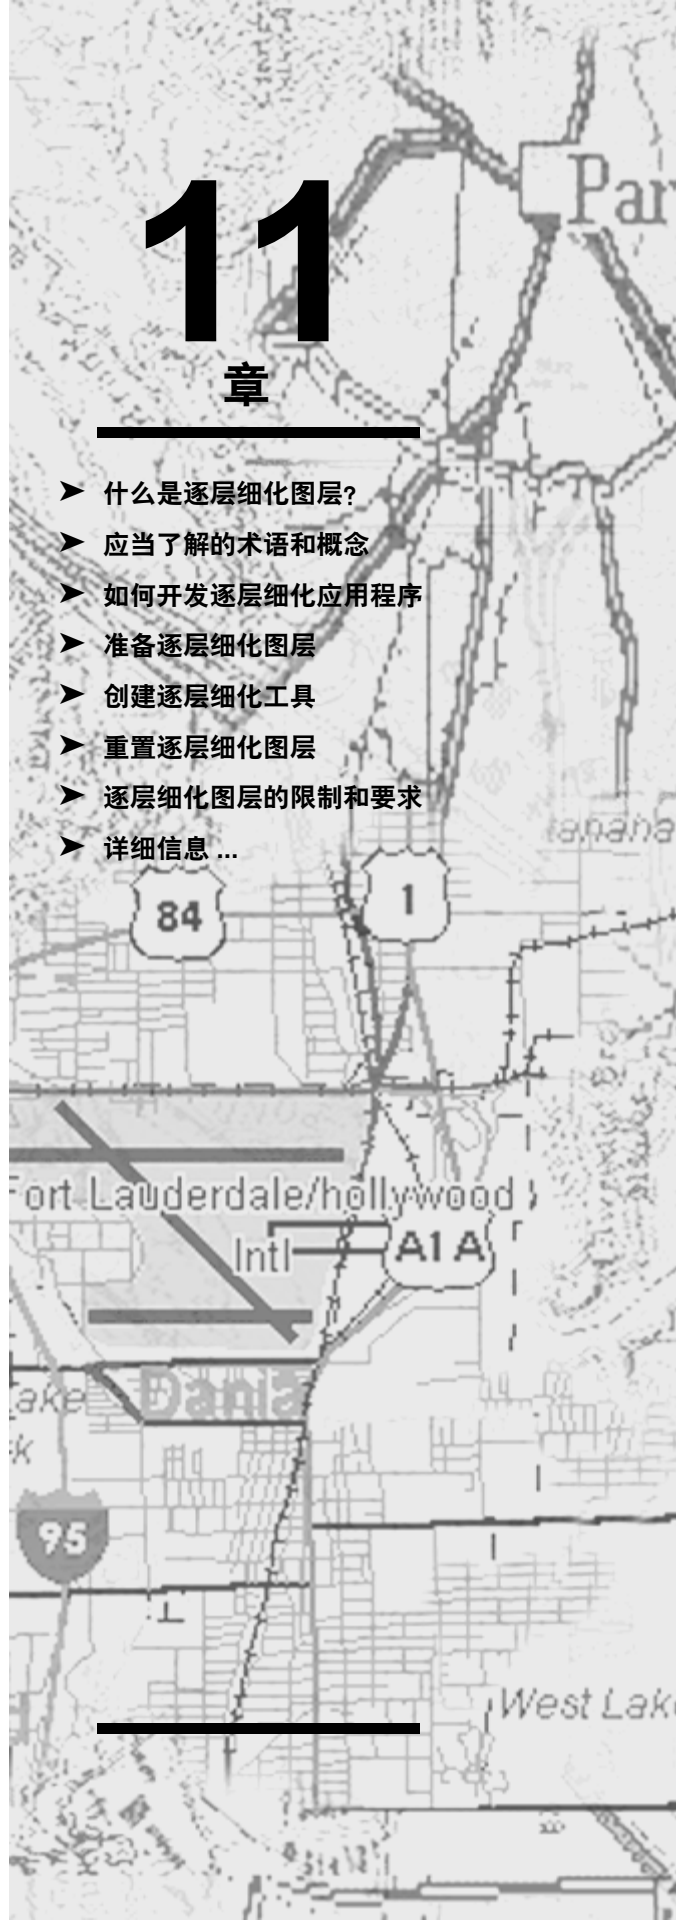 Par
11
章
➤ 什么是逐层细化图层?
➤ 应当了解的术语和概念
➤ 如何开发逐层细化应用程序
➤ 准备逐层细化图层
➤ 创建逐层细化工具
➤ 重置逐层细化图层
➤ 逐层细化图层的限制和要求
➤ 详细信息 ...
84
1
ort Lauderdale/hollywood
Intl
A1 A
Dania
ake
k
95
West Lake